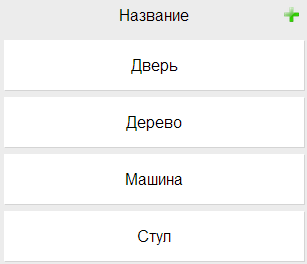 Название
Дверь
Дерево
Машина
Стул